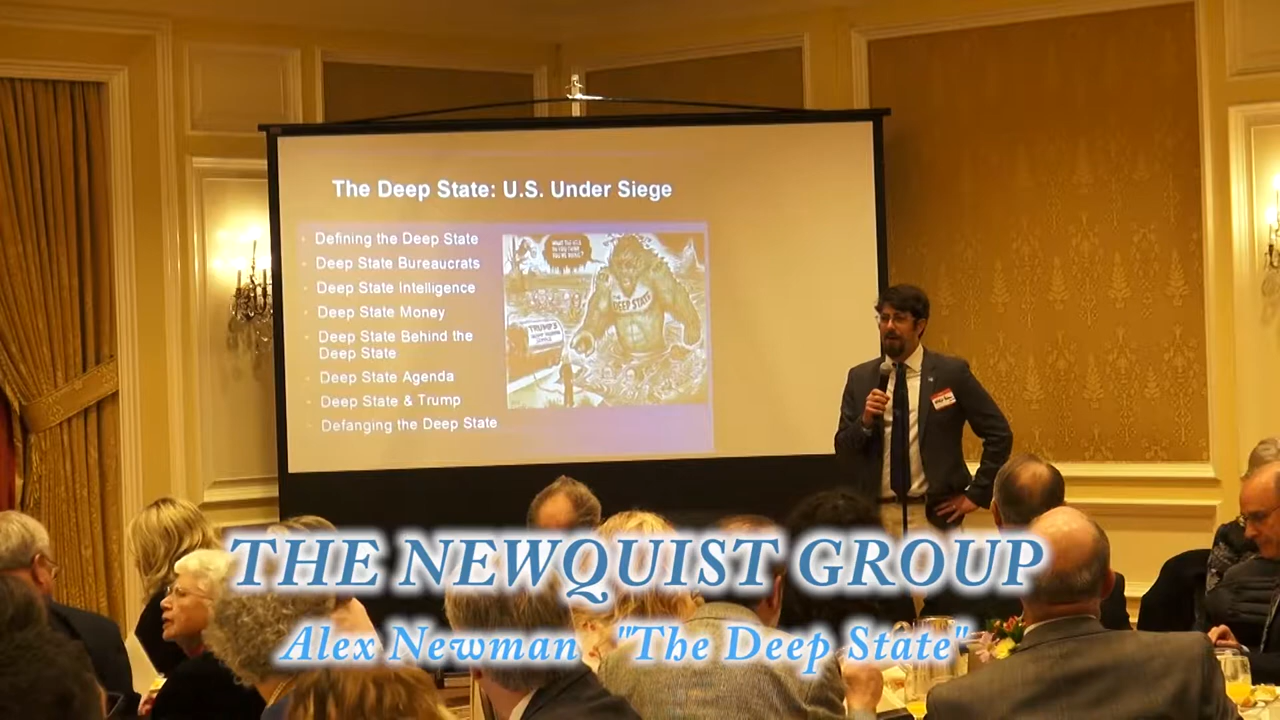 The Deep State: U.S. Under Siege
Defining the Deep State
Deep State Bureaucrats
Deep State Intelligence
Deep State Money
Deep State Behind the
Deep State
Deep State Agenda
Deep State & Trump
Defanging the Deep State
DEEP STATE
TRUMP'S
THE NEWQUIST GROUP
Alex Newman "The Deep State"